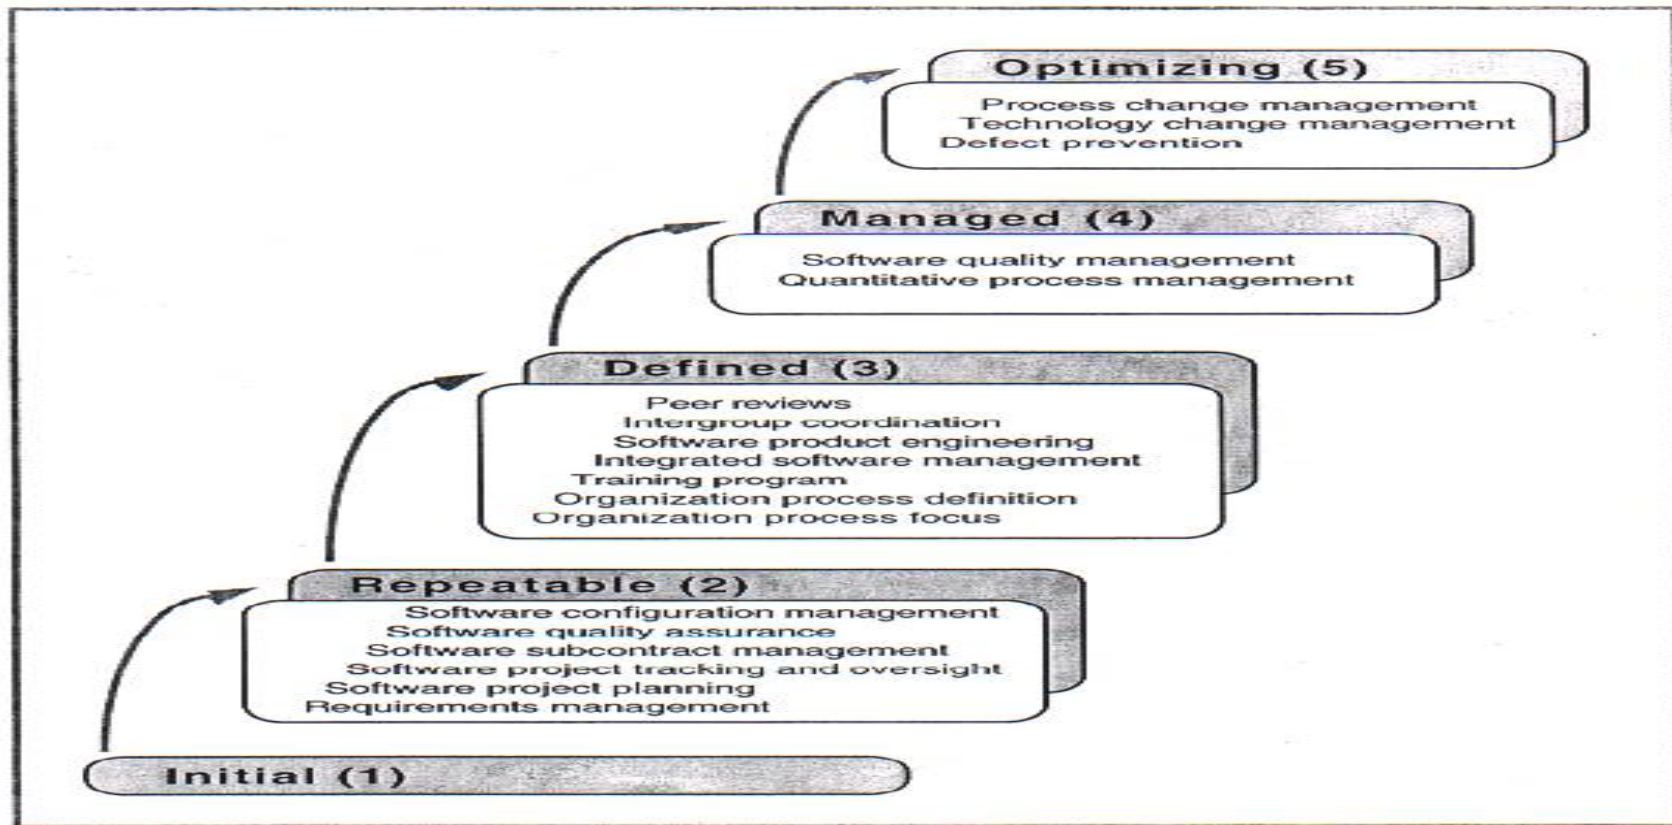 Optimizing (5)
Process change management
Technology change management
Defect prevention
Managed (4)
Software quality management
Quantitative process management
Defined (3)
Peer reviews
Intergroup coordination
Software product engineering
Integrated software management
Training program
Organization process definition
Organization process focus
Repeatable (2)
Software configuration management
Software quality assurance
Software subcontract management
Software project tracking and oversight
Software project planning
Requirements management
Initial (1)